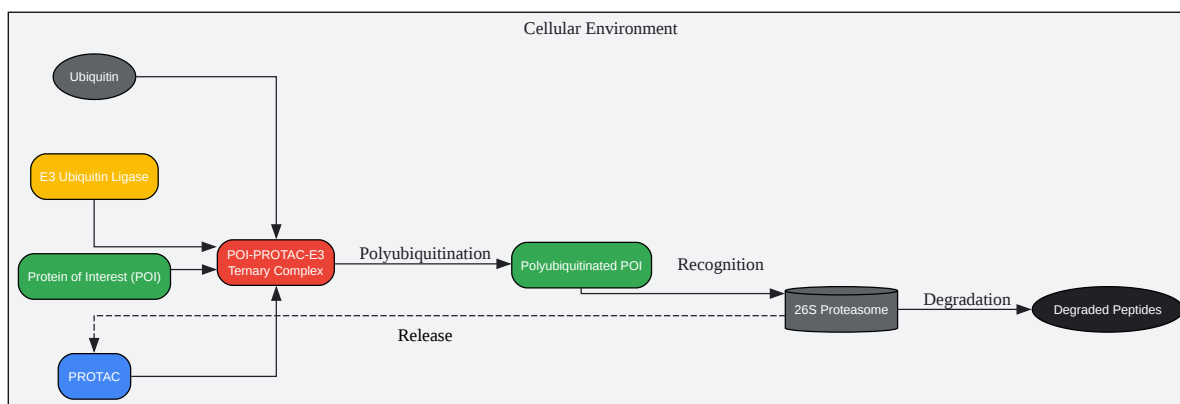 Cellular Environment
Ubiquitin
E3 Ubiquitin Ligase
Protein of Interest (POI)
POI-PROTAC-E3
Ternary Complex
Polyubiquitination
Polyubiquitinated POI
Recognition
26S Proteasome
Degradation
Degraded Peptides
Release
PROTAC